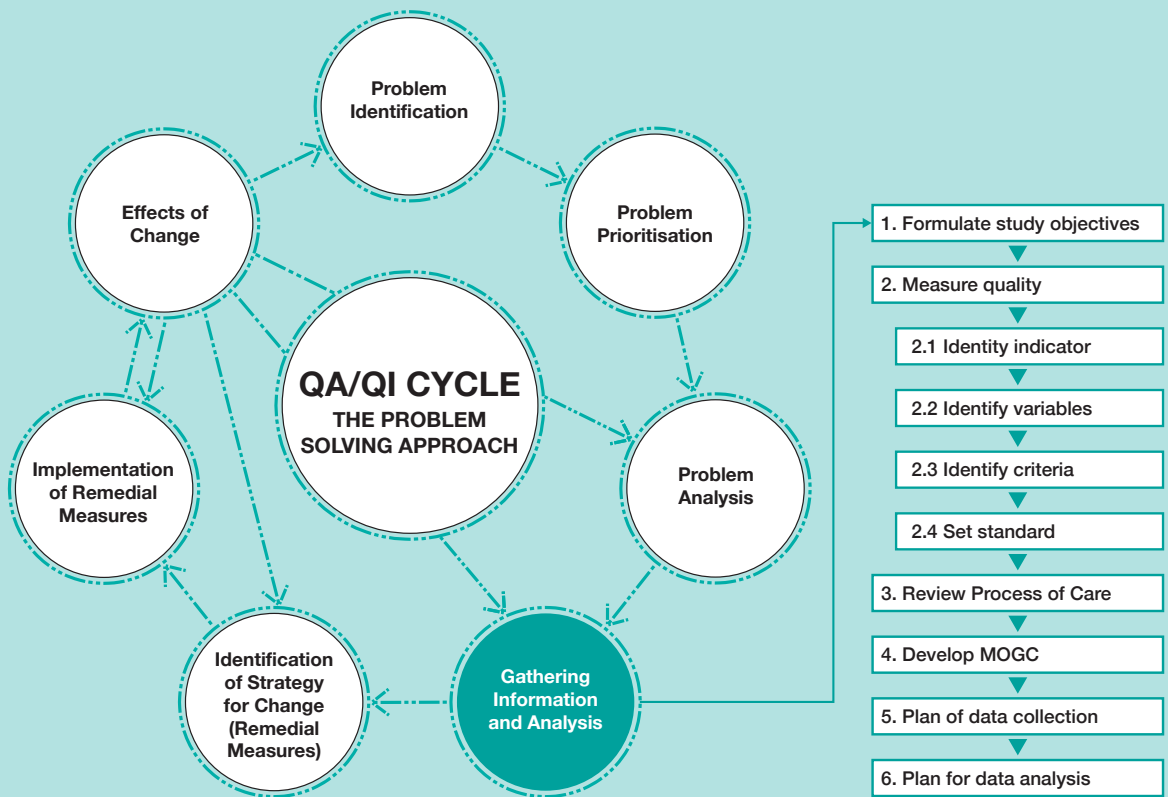 Problem
Identification
Effects of
Change
Problem
Prioritisation
QA/QI CYCLE
THE PROBLEM
SOLVING APPROACH
Implementation
of Remedial
Measures
Problem
Analysis
Identification
of Strategy
for Change
(Remedial
Measures)
Gathering
Information
and Analysis
1. Formulate study objectives
2. Measure quality
2.1 Identity indicator
2.2 Identify variables
2.3 Identify criteria
2.4 Set standard
3. Review Process of Care
4. Develop MOGC
5. Plan of data collection
6. Plan for data analysis